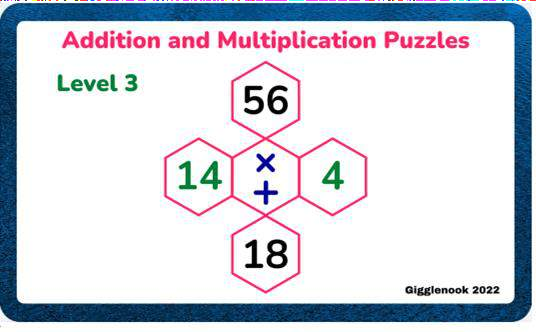 Addition and Multiplication Puzzles
Level 3
56
14 × 4
+
18
Gigglenook 2022